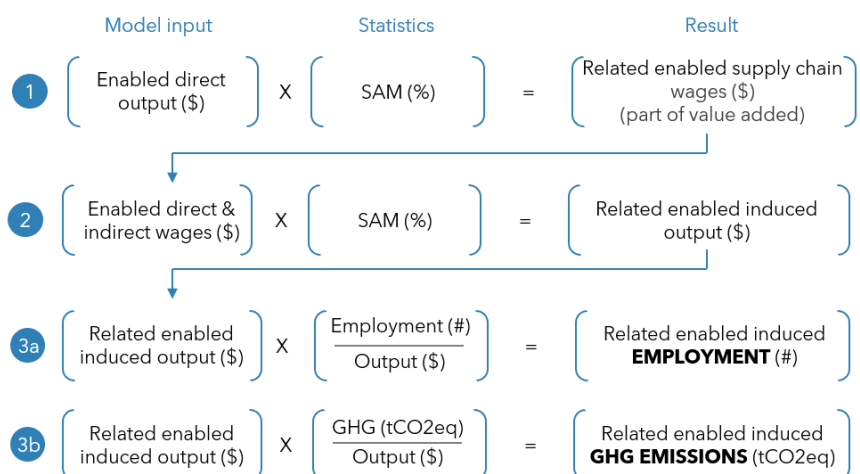 Model input Statistics Result
1
Enabled direct
output ($)
X
SAM (%)
=
Related enabled supply chain
wages ($)
(part of value added)
2
Enabled direct &
indirect wages ($)
X
SAM (%)
=
Related enabled induced
output ($)
3a
Related enabled
induced output ($)
X
Employment (#)
Output ($)
=
Related enabled induced
EMPLOYMENT (#)
3b
Related enabled
induced output ($)
X
GHG (tCO2eq)
Output ($)
=
Related enabled induced
GHG EMISSIONS (tCO2eq)